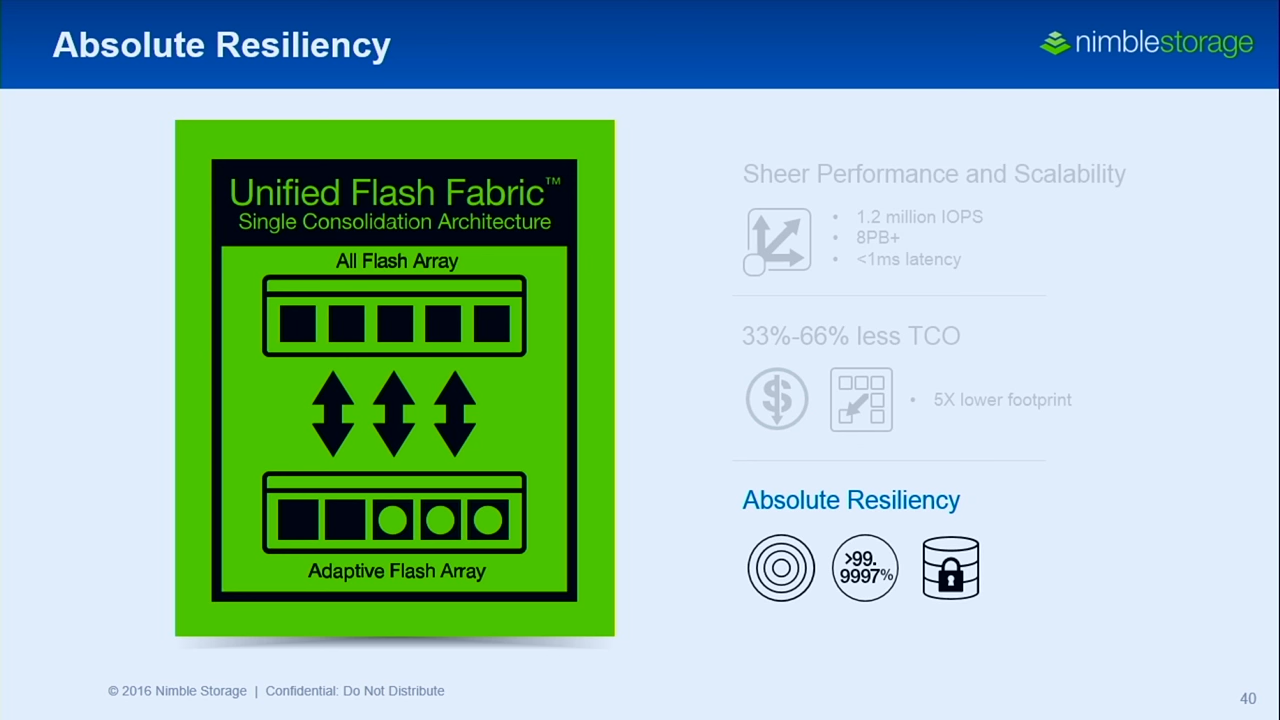 Absolute Resiliency
nimblestorage
Unified Flash Fabric™
Single Consolidation Architecture
All Flash Array
Adaptive Flash Array
Sheer Performance and Scalability
• 1.2 million IOPS
• 8PB+
• <1ms latency
33%-66% less TCO
$
• 5X lower footprint
Absolute Resiliency
>99.
9997%
© 2016 Nimble Storage | Confidential: Do Not Distribute
40